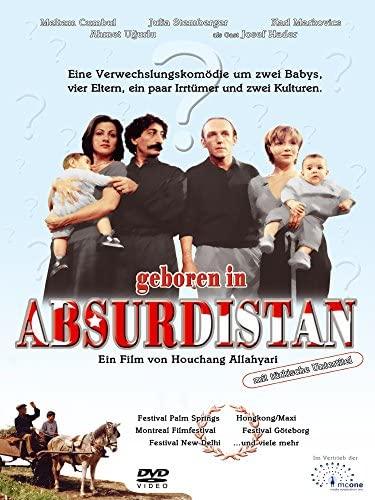 Meltem Cumbul Julia Stemberger Karl Markovics
Ahmet Uğurlu als Gast Josef Hader
Eine Verwechslungskomödie um zwei Babys,
vier Eltern, ein paar Irrtümer und zwei Kulturen.
geboren in
ABSURDISTAN
Ein Film von Houchang Allahyari
mit türkische Untertitel
Festival Palm Springs Hongkong/Maxi
Montreal Filmfestival Festival Göteborg
Festival New Delhi ...und viele mehr
DVD
VIDEO
Im Vertrieb der
mcone